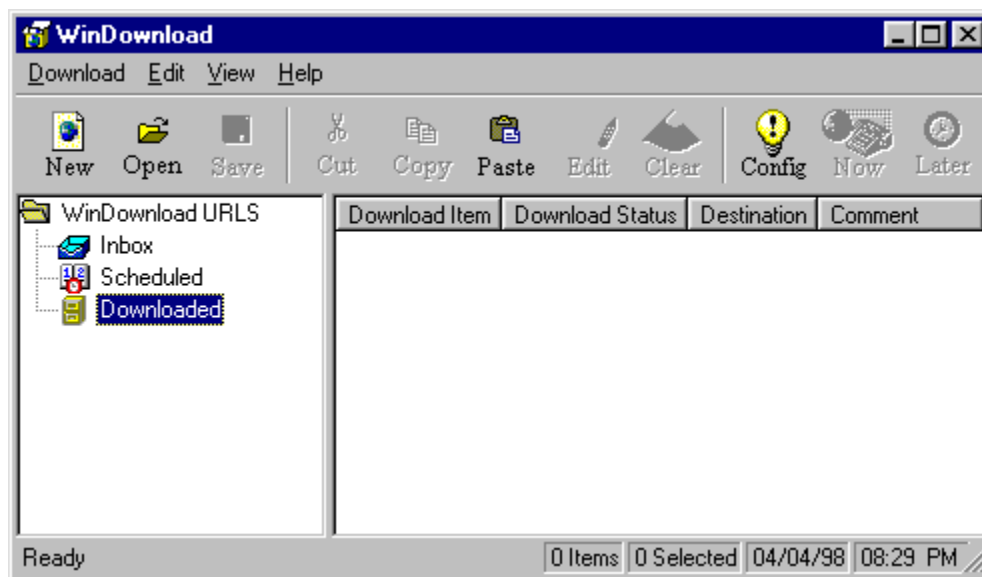 WinDownload
Download Edit View Help
New Open Save Cut Copy Paste Edit Clear Config Now Later
WinDownload URLS
Inbox
Scheduled
Downloaded
Download Item Download Status Destination Comment
Ready 0 Items 0 Selected 04/04/98 08:29 PM